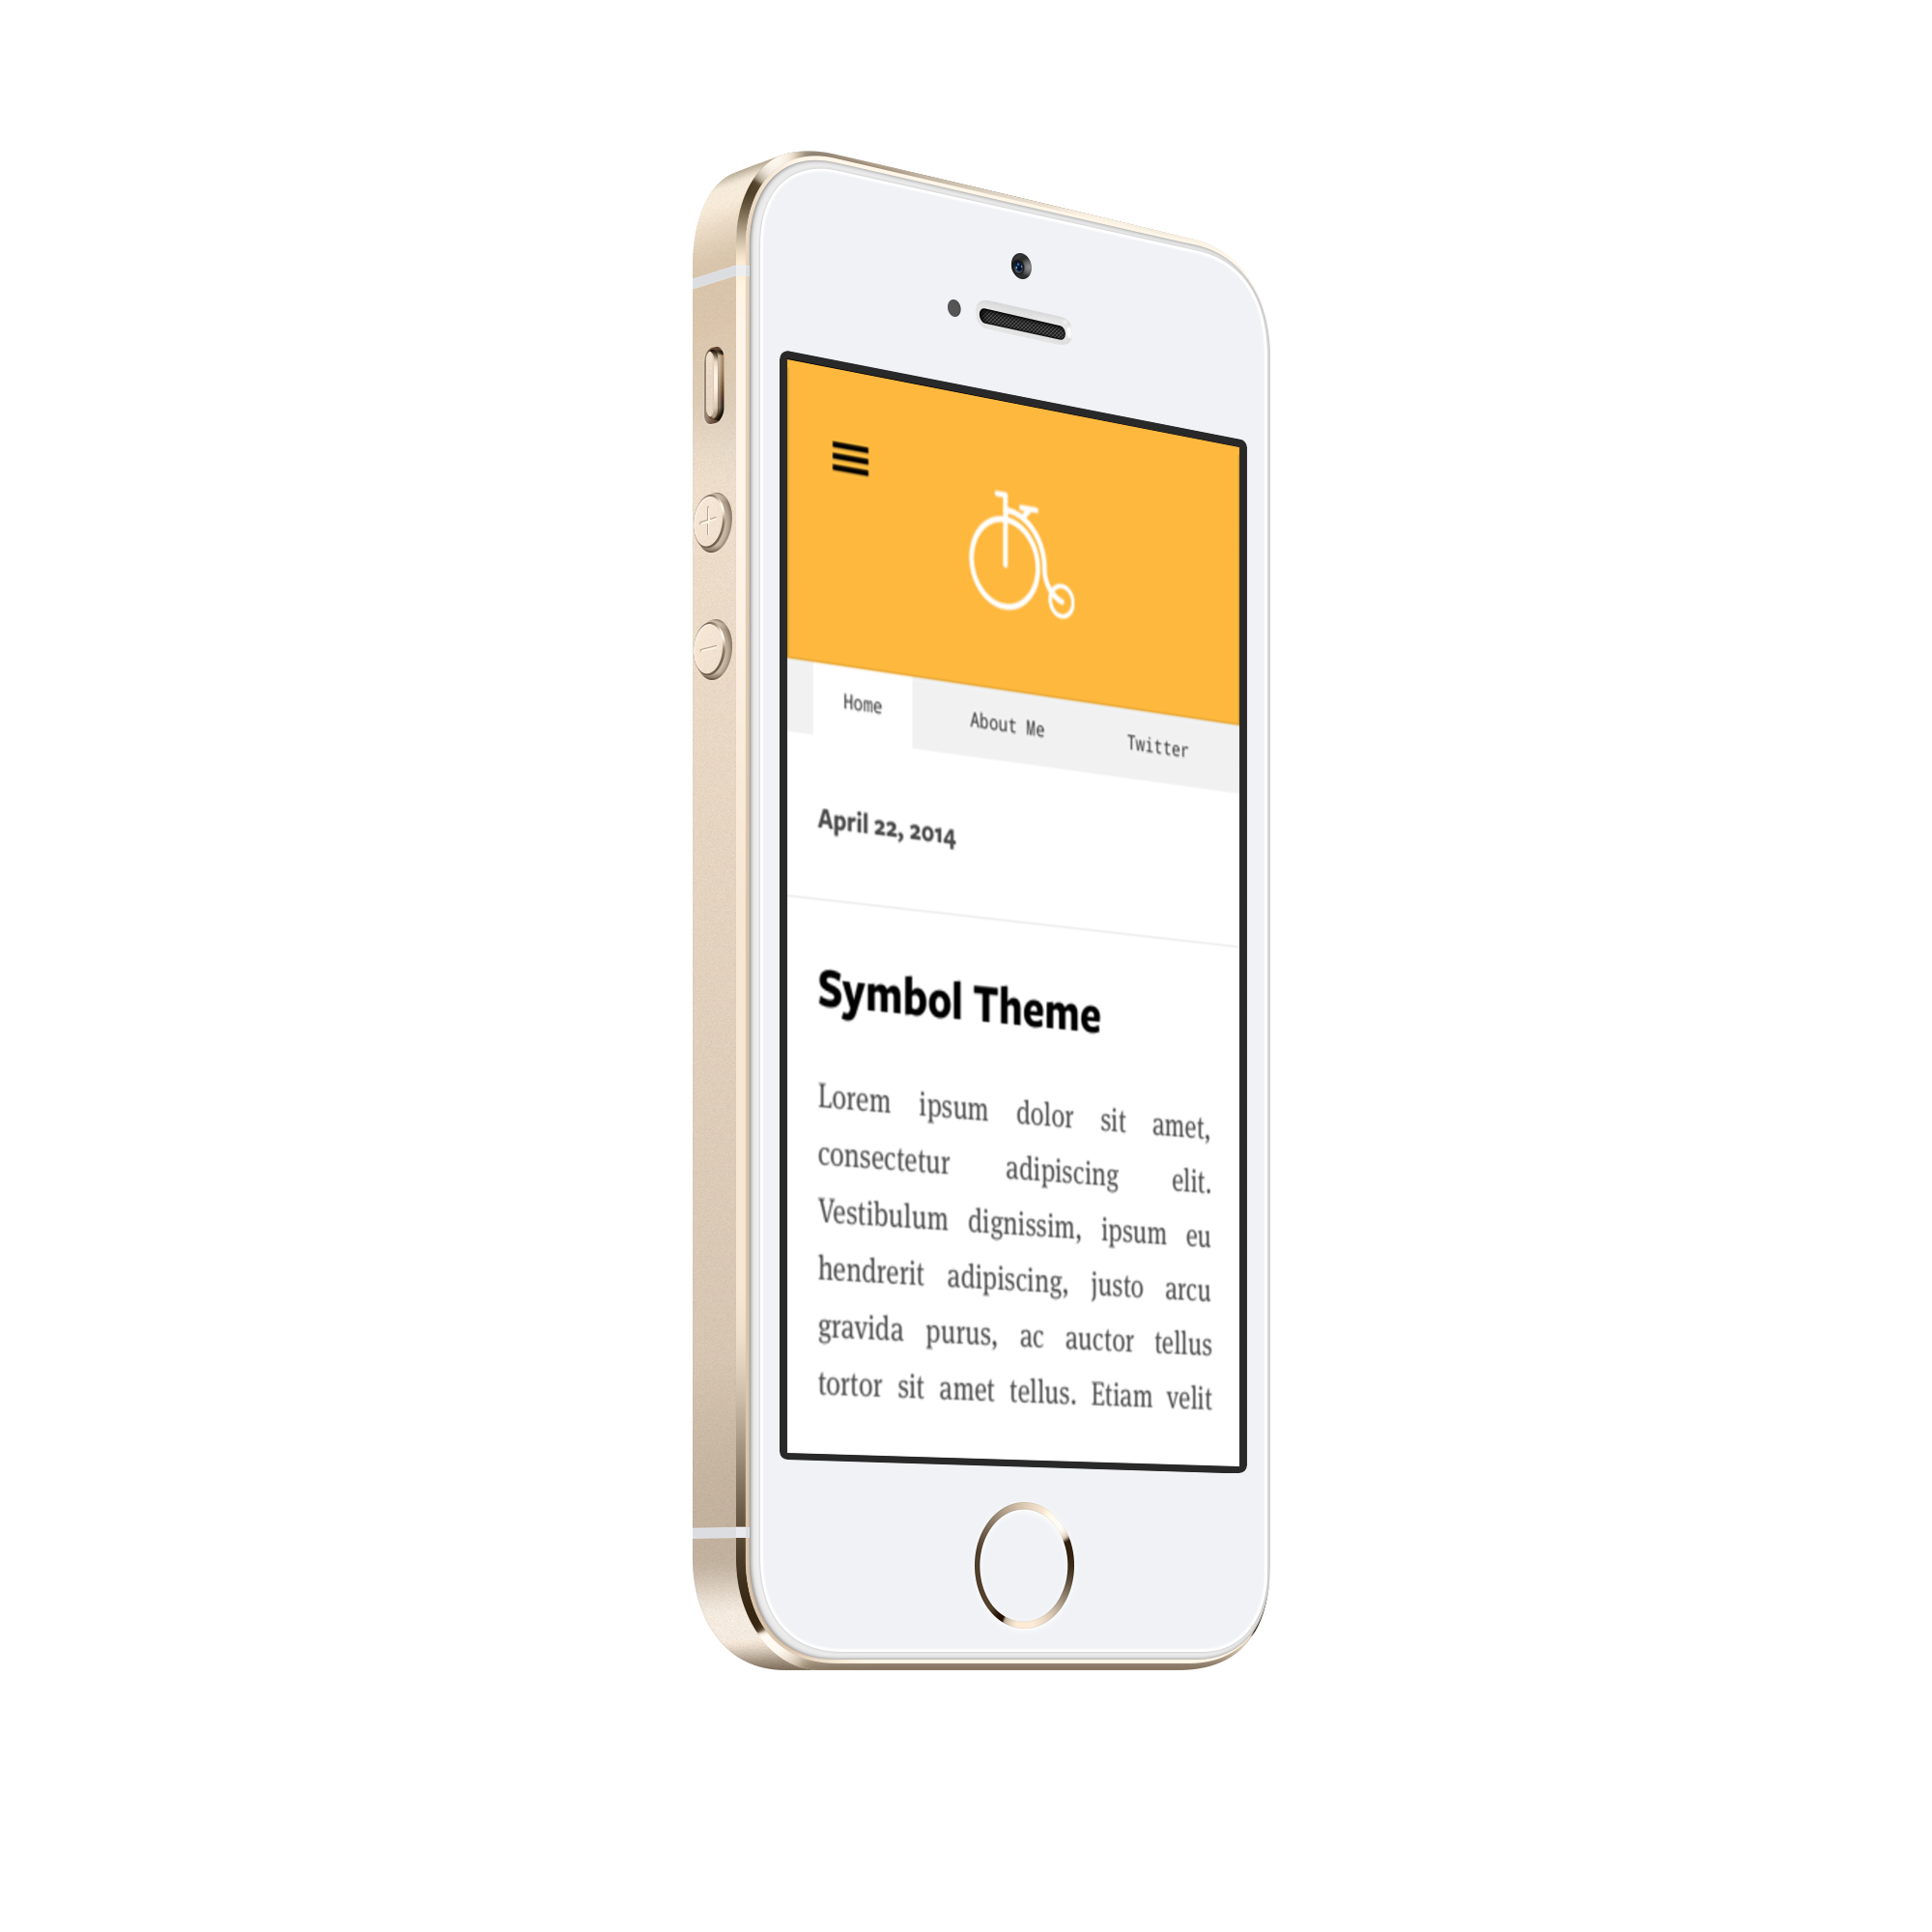 Home About Me Twitter
April 22, 2014
Symbol Theme
Lorem ipsum dolor sit amet,
consectetur adipiscing elit.
Vestibulum dignissim, ipsum eu
hendrerit adipiscing, justo arcu
gravida purus, ac auctor tellus
tortor sit amet tellus. Etiam velit